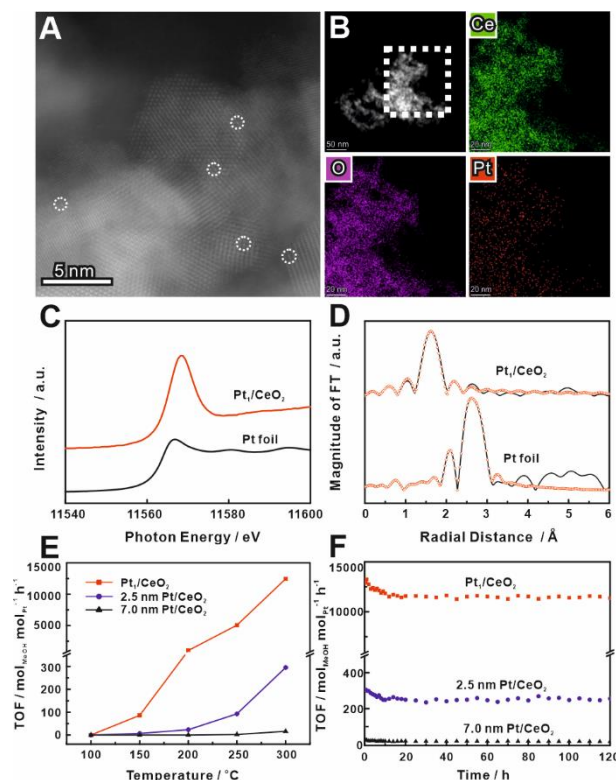 A
5 nm
B
50 nm
Ce
20 nm
O
20 nm
Pt
20 nm
C
Intensity / a.u.
Pt₁/CeO₂
Pt foil
11540 11560 11580 11600
Photon Energy / eV
D
Magnitude of FT / a.u.
Pt₁/CeO₂
Pt foil
0 1 2 3 4 5 6
Radial Distance / Å
E
TOF / mol_MeOH mol_Pt⁻¹ h⁻¹
15000
10000
5000
300
200
100
0
Pt₁/CeO₂
2.5 nm Pt/CeO₂
7.0 nm Pt/CeO₂
100 150 200 250 300
Temperature / °C
F
TOF / mol_MeOH mol_Pt⁻¹ h⁻¹
15000
10000
400
200
0
Pt₁/CeO₂
2.5 nm Pt/CeO₂
7.0 nm Pt/CeO₂
0 20 40 60 80 100 120
Time / h